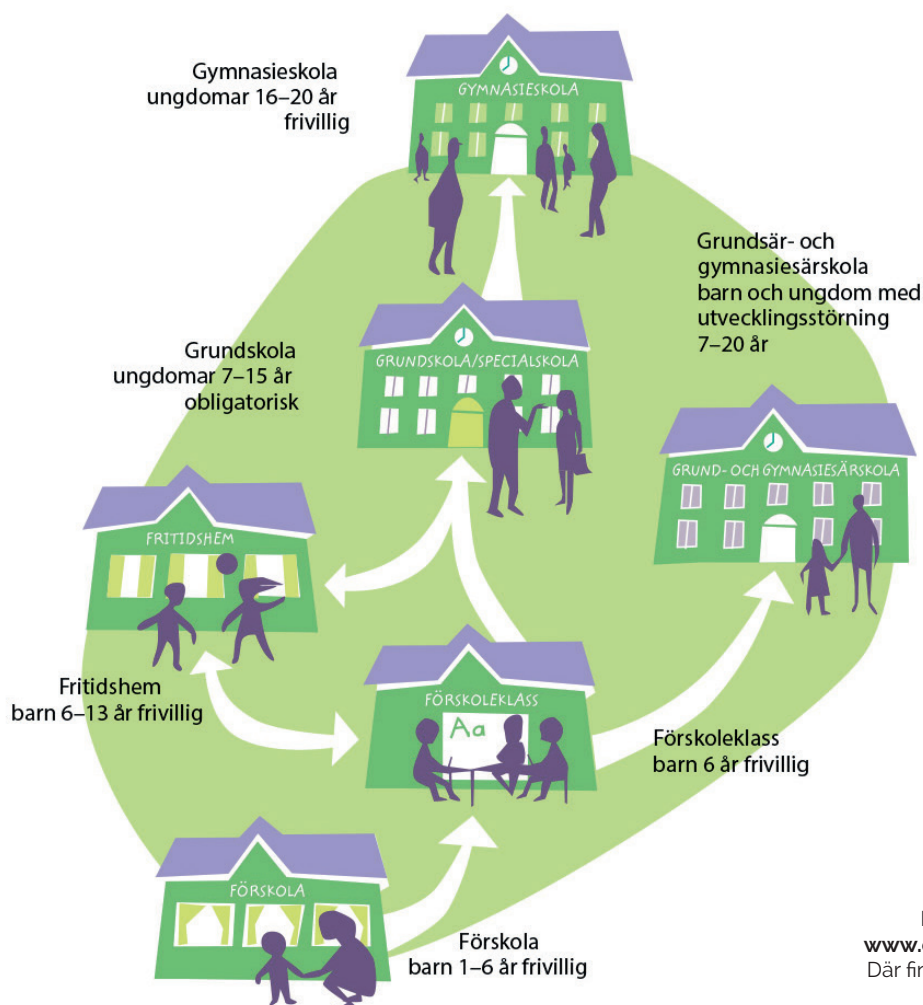 Gymnasieskola
ungdomar 16–20 år
frivillig
GYMNASIESKOLA
Grundsär- och
gymnasiesärskola
barn och ungdom med
utvecklingsstörning
7–20 år
Grundskola
ungdomar 7–15 år
obligatorisk
GRUNDSKOLA/SPECIALSKOLA
GRUND- OCH GYMNASIESÄRSKOLA
FRITIDSHEM
Fritidshem
barn 6–13 år frivillig
FÖRSKOLEKLASS
Aa
Förskoleklass
barn 6 år frivillig
FÖRSKOLA
Förskola
barn 1–6 år frivillig
www.
Där